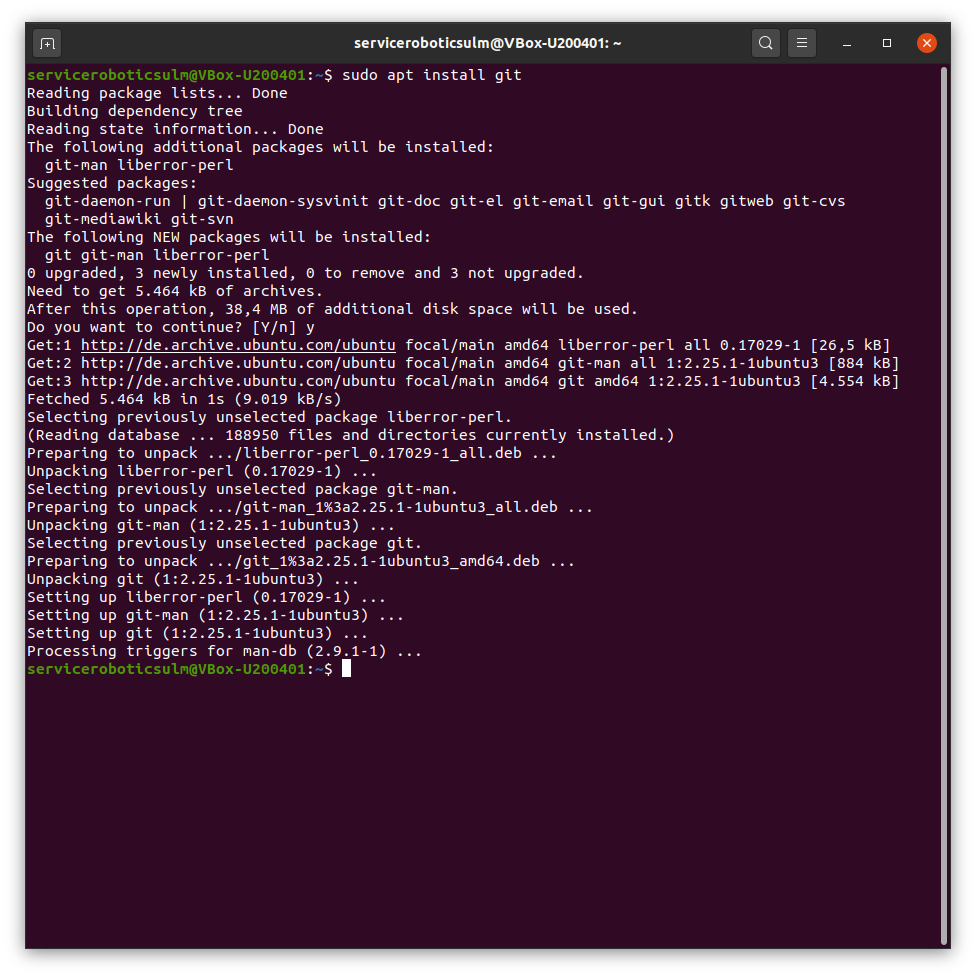 serviceroboticsulm@VBox-U200401: ~
serviceroboticsulm@VBox-U200401:~$ sudo apt install git
Reading package lists... Done
Building dependency tree
Reading state information... Done
The following additional packages will be installed:
  git-man liberror-perl
Suggested packages:
  git-daemon-run | git-daemon-sysvinit git-doc git-el git-email git-gui gitk gitweb git-cvs
  git-mediawiki git-svn
The following NEW packages will be installed:
  git git-man liberror-perl
0 upgraded, 3 newly installed, 0 to remove and 3 not upgraded.
Need to get 5.464 kB of archives.
After this operation, 38,4 MB of additional disk space will be used.
Do you want to continue? [Y/n] y
Get:1 http://de.archive.ubuntu.com/ubuntu focal/main amd64 liberror-perl all 0.17029-1 [26,5 kB]
Get:2 http://de.archive.ubuntu.com/ubuntu focal/main amd64 git-man all 1:2.25.1-1ubuntu3 [884 kB]
Get:3 http://de.archive.ubuntu.com/ubuntu focal/main amd64 git amd64 1:2.25.1-1ubuntu3 [4.554 kB]
Fetched 5.464 kB in 1s (9.019 kB/s)
Selecting previously unselected package liberror-perl.
(Reading database ... 188950 files and directories currently installed.)
Preparing to unpack .../liberror-perl_0.17029-1_all.deb ...
Unpacking liberror-perl (0.17029-1) ...
Selecting previously unselected package git-man.
Preparing to unpack .../git-man_1%3a2.25.1-1ubuntu3_all.deb ...
Unpacking git-man (1:2.25.1-1ubuntu3) ...
Selecting previously unselected package git.
Preparing to unpack .../git_1%3a2.25.1-1ubuntu3_amd64.deb ...
Unpacking git (1:2.25.1-1ubuntu3) ...
Setting up liberror-perl (0.17029-1) ...
Setting up git-man (1:2.25.1-1ubuntu3) ...
Setting up git (1:2.25.1-1ubuntu3) ...
Processing triggers for man-db (2.9.1-1) ...
serviceroboticsulm@VBox-U200401:~$